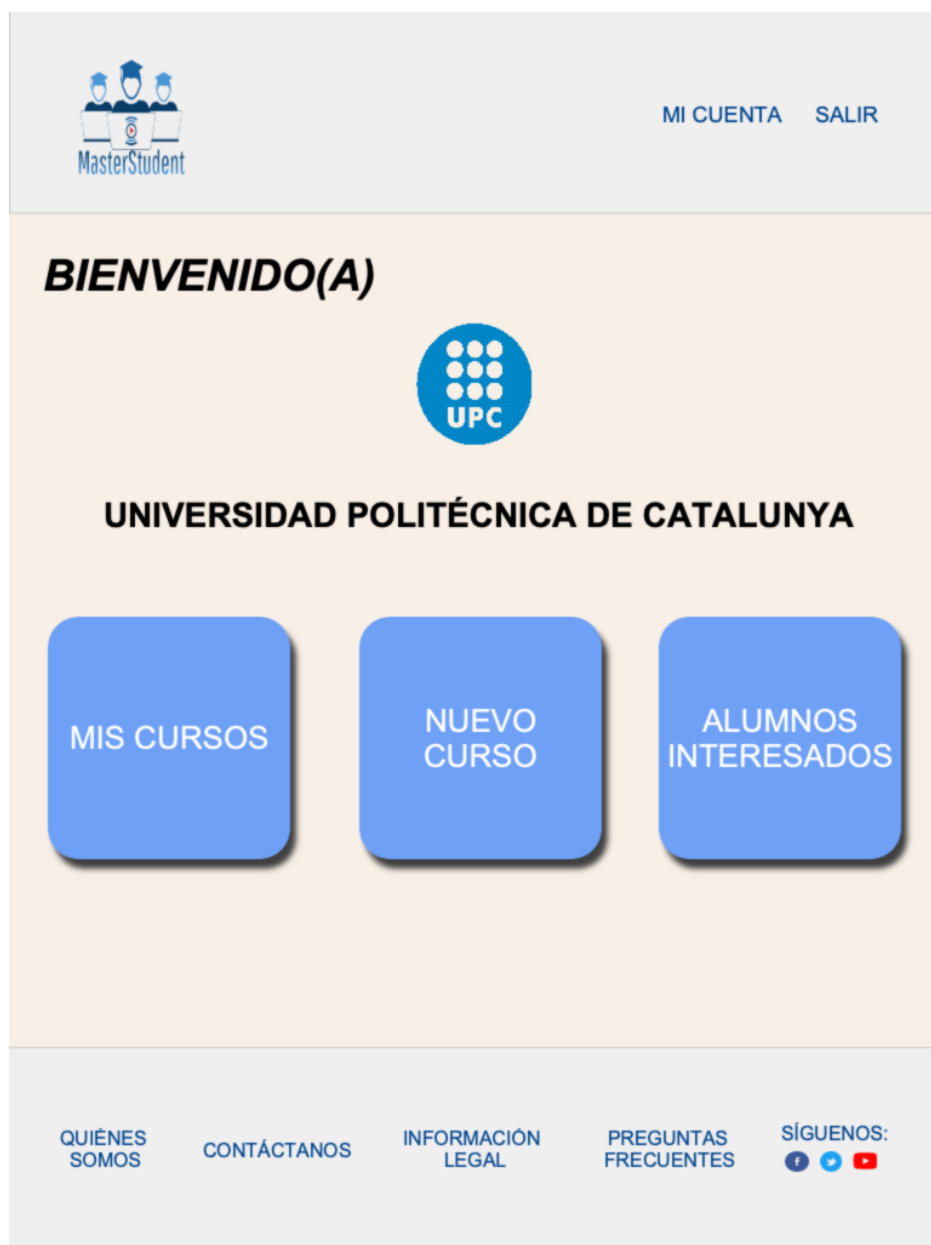 MasterStudent
MI CUENTA SALIR
BIENVENIDO(A)
UPC
UNIVERSIDAD POLITÉCNICA DE CATALUNYA
MIS CURSOS
NUEVO
CURSO
ALUMNOS
INTERESADOS
QUIÉNES
SOMOS
CONTÁCTANOS
INFORMACIÓN
LEGAL
PREGUNTAS
FRECUENTES
SÍGUENOS: